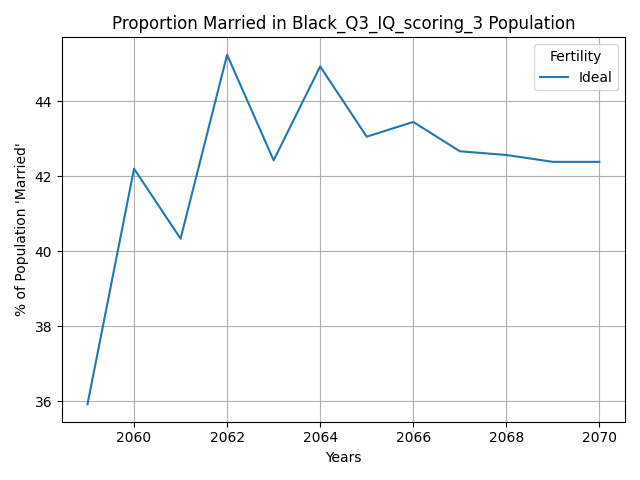 Proportion Married in Black_Q3_IQ_scoring_3 Population
Fertility
Ideal
% of Population 'Married'
44
42
40
38
36
2060 2062 2064 2066 2068 2070
Years